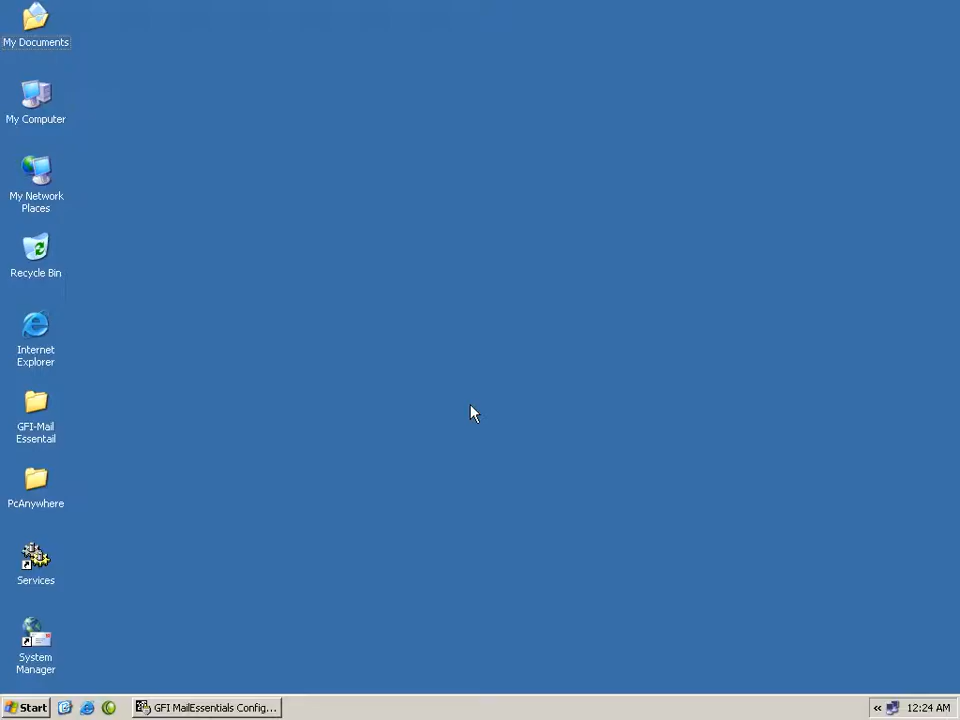 My Documents
My Computer
My Network
Places
Recycle Bin
Internet
Explorer
GFI-Mail
Essentail
PcAnywhere
Services
System
Manager
Start
GFI MailEssentials Config...
«
12:24 AM